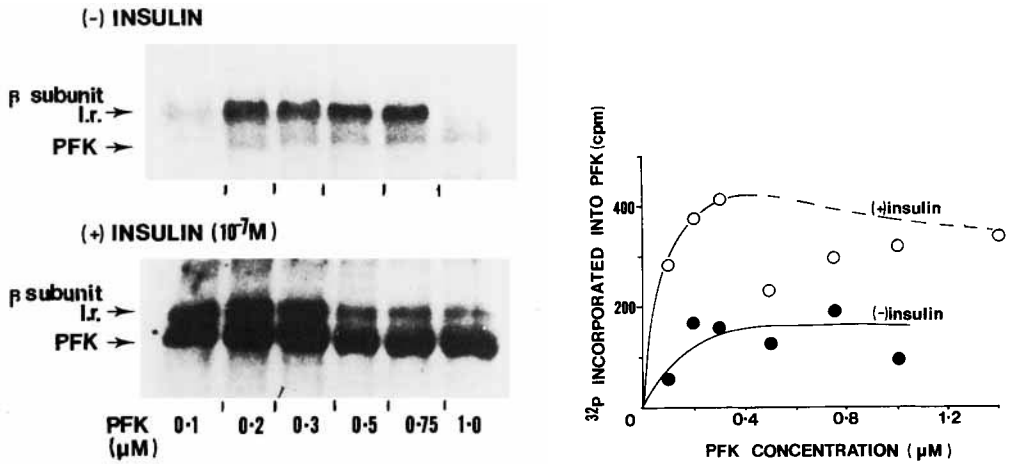 (-) INSULIN
β subunit
I.r. →
PFK →
(+) INSULIN (10⁻⁷M)
β subunit
I.r. →
PFK →
PFK 0·1 0·2 0·3 0·5 0·75 1·0
(μM)
³²P INCORPORATED INTO PFK (cpm)
400
200
0
(+)insulin
(-)insulin
0 0·4 0·8 1·2
PFK CONCENTRATION (μM)